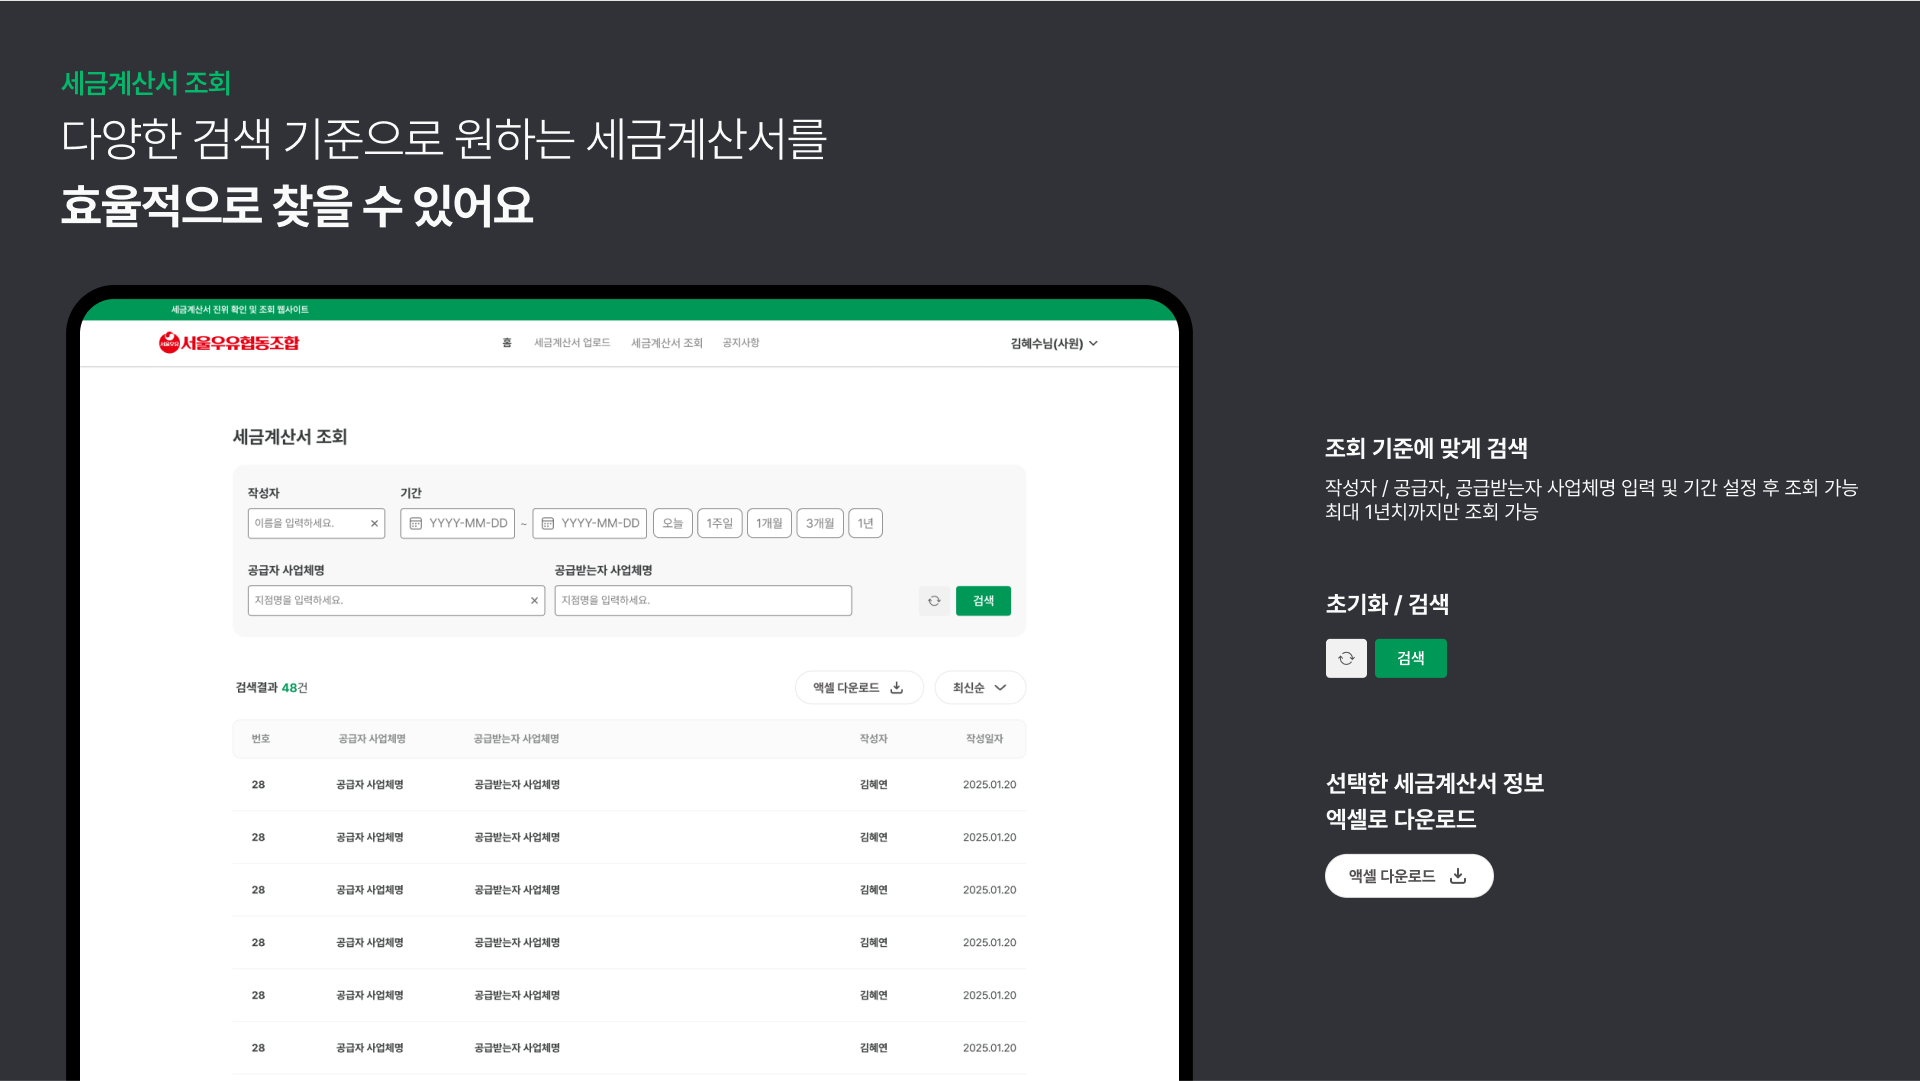 세금계산서 조회
다양한 검색 기준으로 원하는 세금계산서를
효율적으로 찾을 수 있어요
세금계산서 진위 확인 및 조회 웹사이트
서울우유 서울우유협동조합 홈 세금계산서 업로드 세금계산서 조회 공지사항 김혜수님(사원)
세금계산서 조회
작성자 기간
이름을 입력하세요. × YYYY-MM-DD ~ YYYY-MM-DD 오늘 1주일 1개월 3개월 1년
공급자 사업체명 공급받는자 사업체명
지점명을 입력하세요. × 지점명을 입력하세요. 검색
검색결과 48건 액셀 다운로드 최신순
번호 공급자 사업체명 공급받는자 사업체명 작성자 작성일자
28 공급자 사업체명 공급받는자 사업체명 김혜연 2025.01.20
28 공급자 사업체명 공급받는자 사업체명 김혜연 2025.01.20
28 공급자 사업체명 공급받는자 사업체명 김혜연 2025.01.20
28 공급자 사업체명 공급받는자 사업체명 김혜연 2025.01.20
28 공급자 사업체명 공급받는자 사업체명 김혜연 2025.01.20
28 공급자 사업체명 공급받는자 사업체명 김혜연 2025.01.20
조회 기준에 맞게 검색
작성자 / 공급자, 공급받는자 사업체명 입력 및 기간 설정 후 조회 가능
최대 1년치까지만 조회 가능
초기화 / 검색
검색
선택한 세금계산서 정보
엑셀로 다운로드
액셀 다운로드